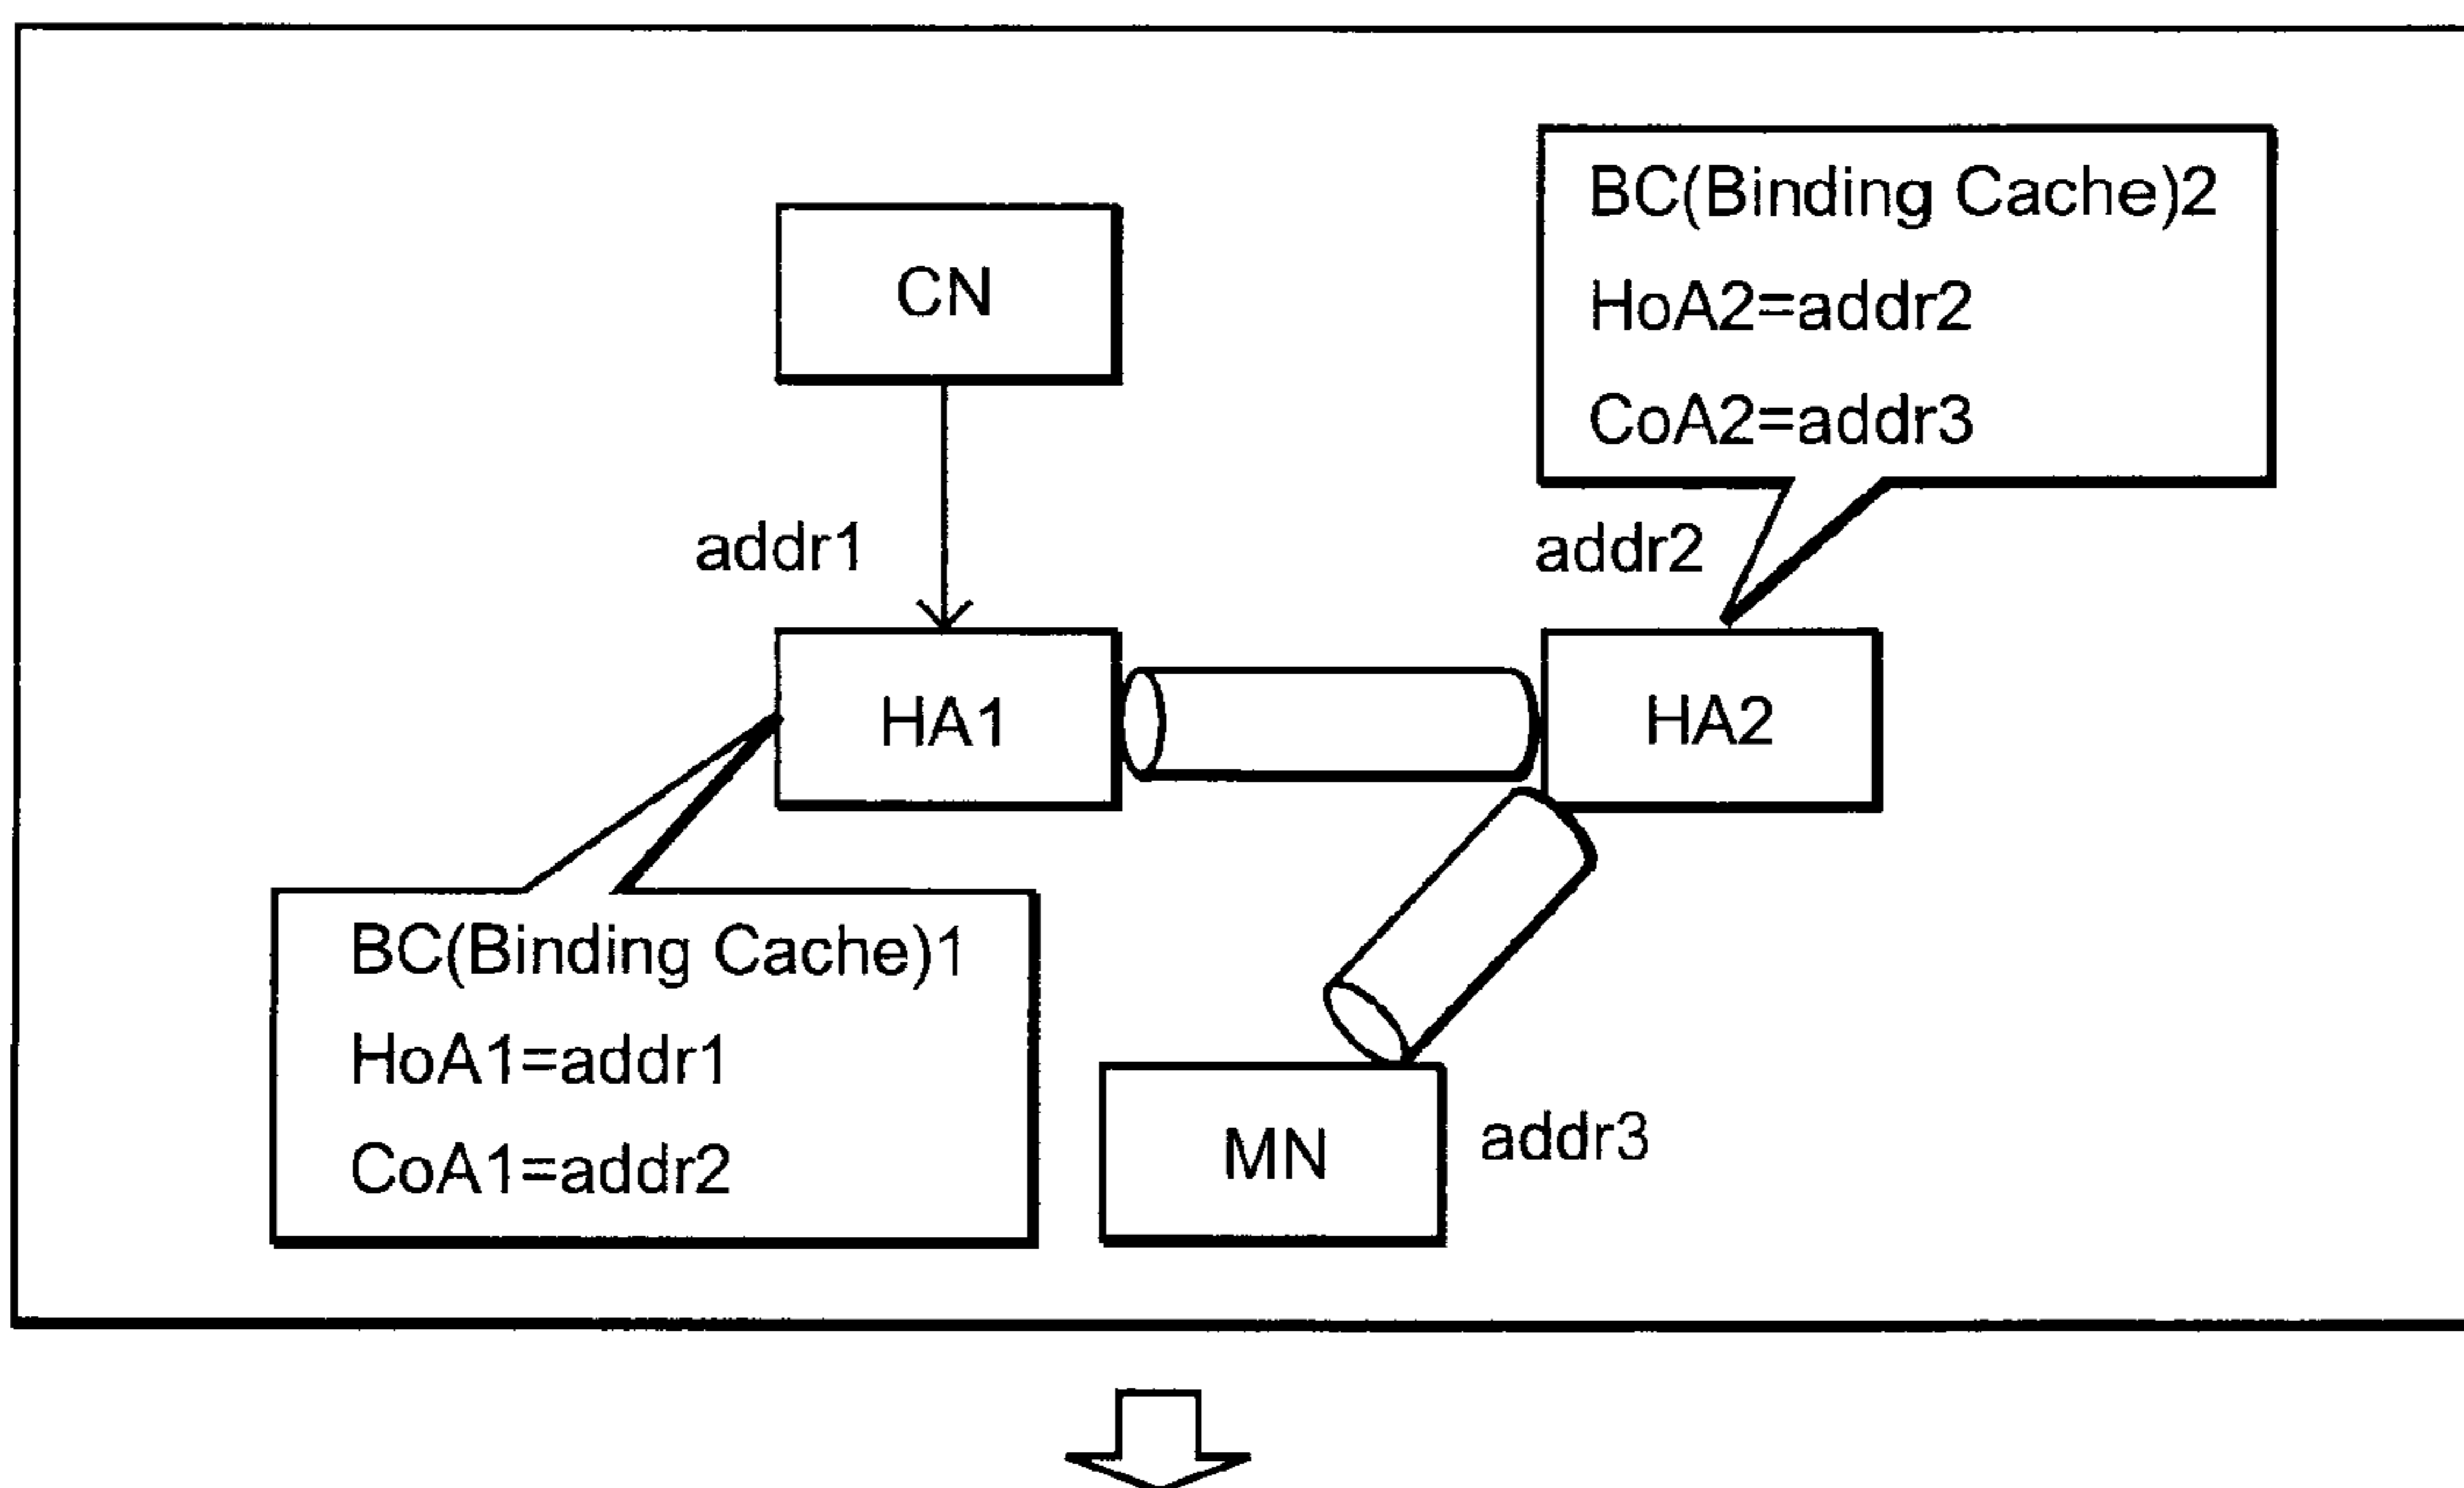 BC(Binding Cache)2
HoA2=addr2
CoA2=addr3
CN
addr1
addr2
HA1
HA2
BC(Binding Cache)1
HoA1=addr1
CoA1=addr2
MN
addr3